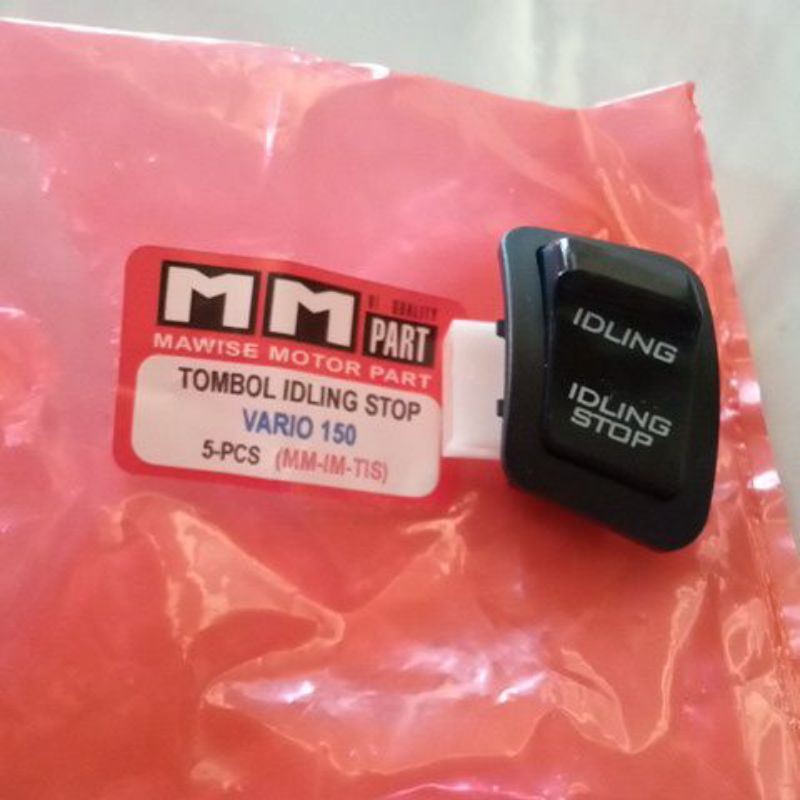 MM
HI - QUALITY
PART
MAWISE MOTOR PART
TOMBOL IDLING STOP
VARIO 150
5-PCS (MM-IM-TIS)
IDLING
IDLING
STOP